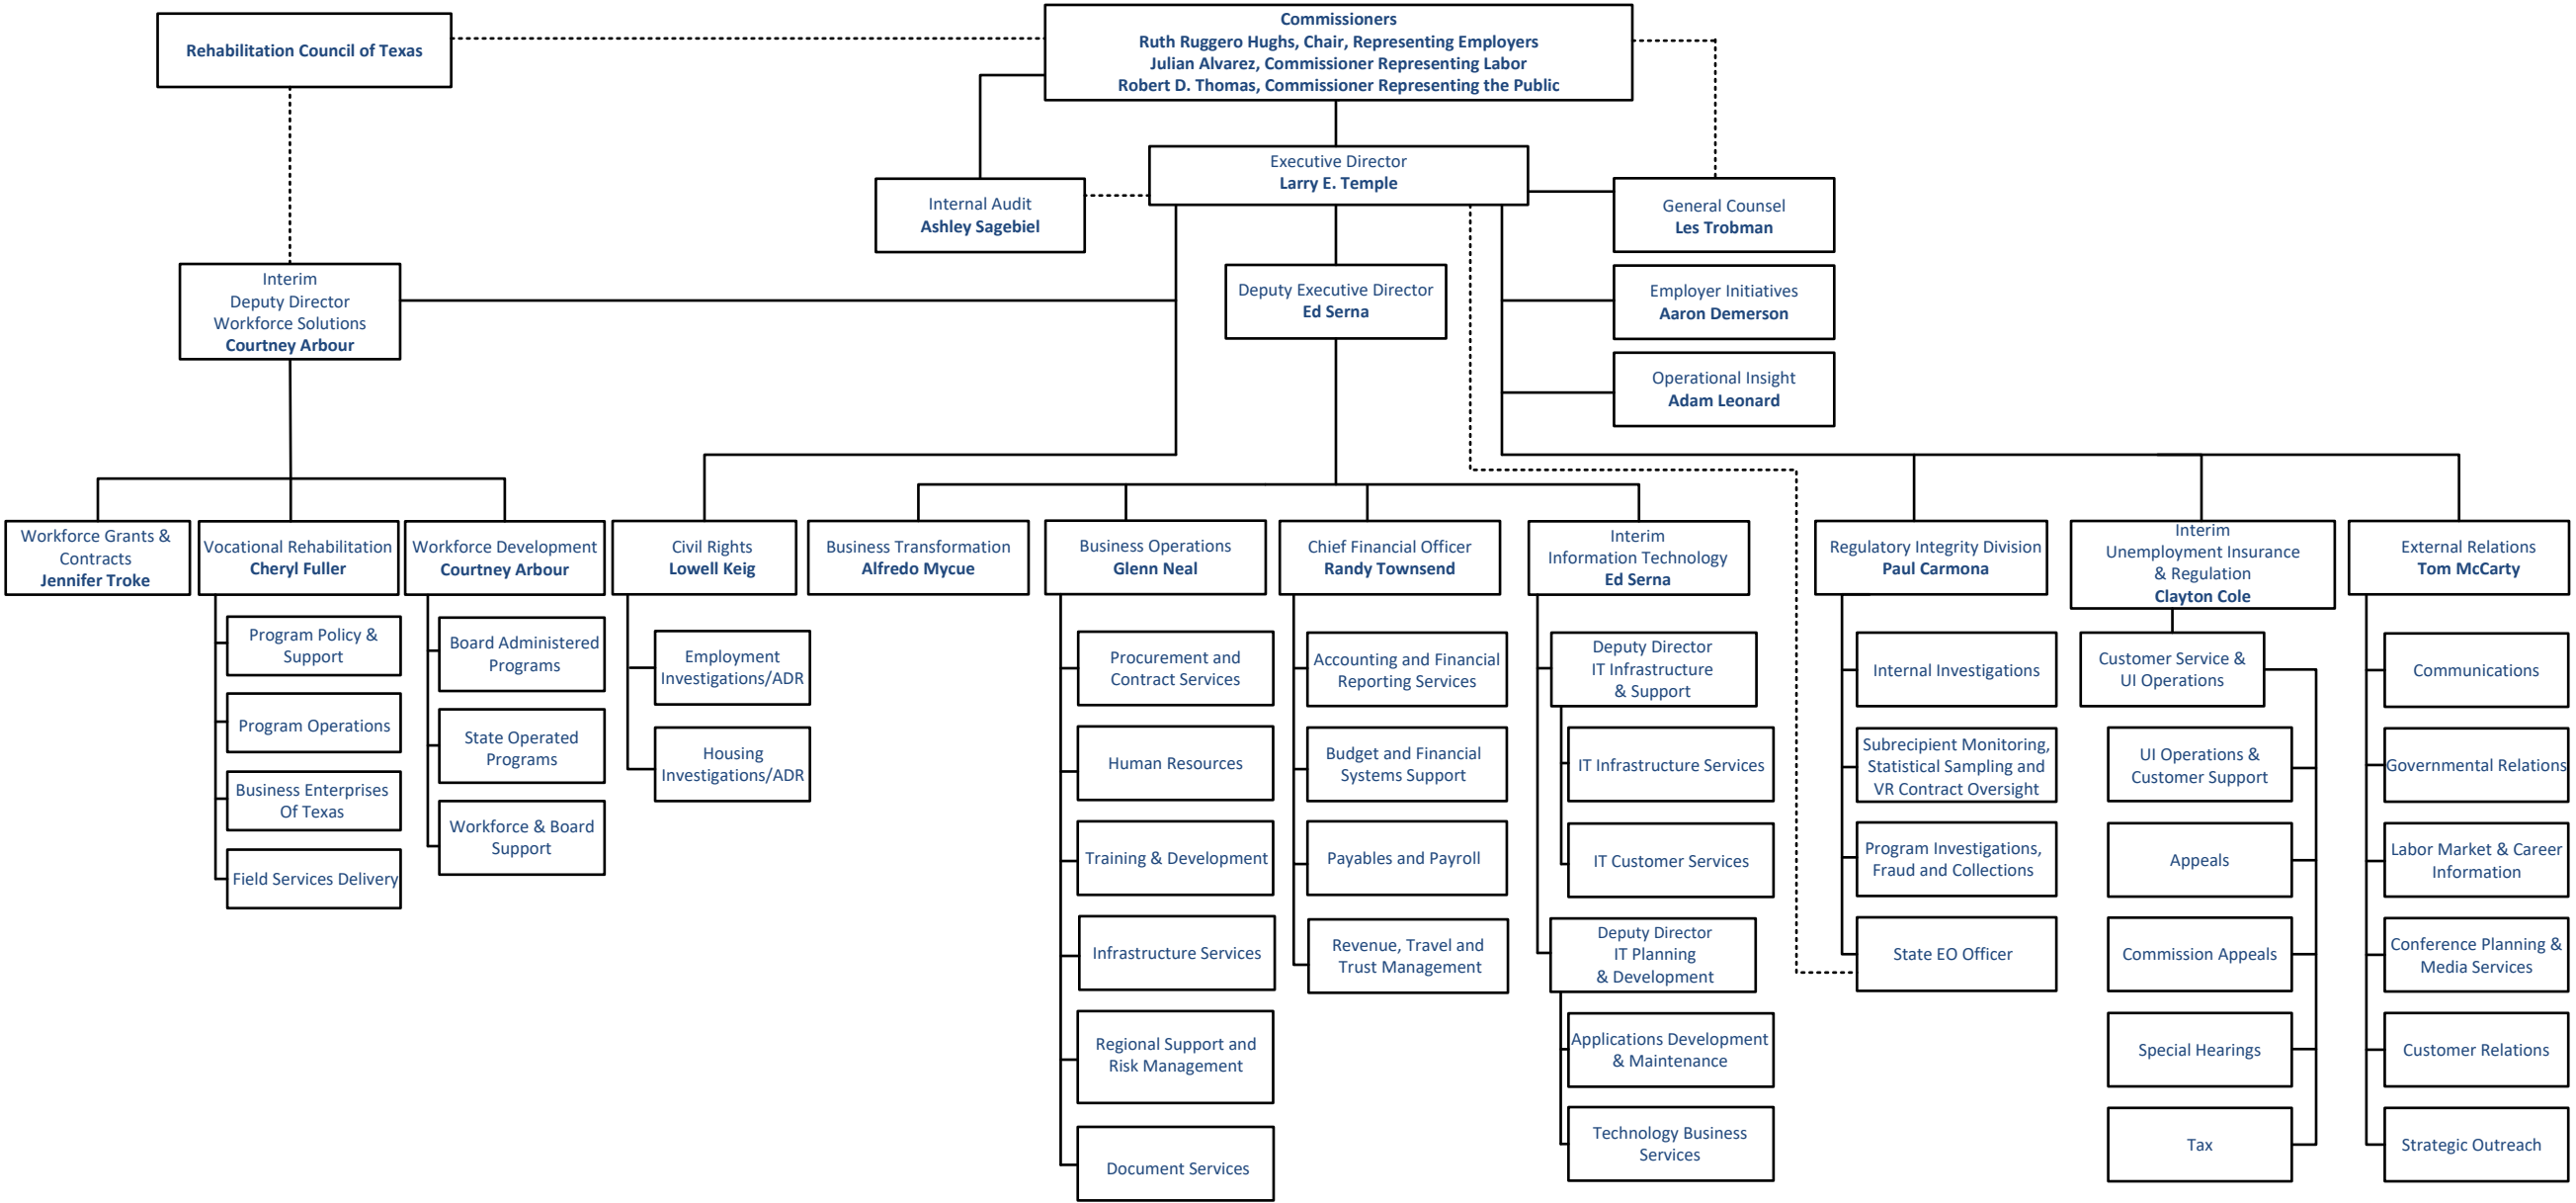 Rehabilitation Council of Texas
Commissioners
Ruth Ruggero Hughs, Chair, Representing Employers
Julian Alvarez, Commissioner Representing Labor
Robert D. Thomas, Commissioner Representing the Public
Executive Director
Larry E. Temple
Internal Audit
Ashley Sagebiel
General Counsel
Les Trobman
Interim
Deputy Director
Workforce Solutions
Courtney Arbour
Deputy Executive Director
Ed Serna
Employer Initiatives
Aaron Demerson
Operational Insight
Adam Leonard
Workforce Grants &
Contracts
Jennifer Troke
Vocational Rehabilitation
Cheryl Fuller
Program Policy &
Support
Program Operations
Business Enterprises
Of Texas
Field Services Delivery
Workforce Development
Courtney Arbour
Board Administered
Programs
State Operated
Programs
Workforce & Board
Support
Civil Rights
Lowell Keig
Employment
Investigations/ADR
Housing
Investigations/ADR
Business Transformation
Alfredo Mycue
Business Operations
Glenn Neal
Procurement and
Contract Services
Human Resources
Training & Development
Infrastructure Services
Regional Support and
Risk Management
Document Services
Chief Financial Officer
Randy Townsend
Accounting and Financial
Reporting Services
Budget and Financial
Systems Support
Payables and Payroll
Revenue, Travel and
Trust Management
Interim
Information Technology
Ed Serna
Deputy Director
IT Infrastructure
& Support
IT Infrastructure Services
IT Customer Services
Deputy Director
IT Planning
& Development
Applications Development
& Maintenance
Technology Business
Services
Regulatory Integrity Division
Paul Carmona
Internal Investigations
Subrecipient Monitoring,
Statistical Sampling and
VR Contract Oversight
Program Investigations,
Fraud and Collections
State EO Officer
Interim
Unemployment Insurance
& Regulation
Clayton Cole
Customer Service &
UI Operations
UI Operations &
Customer Support
Appeals
Commission Appeals
Special Hearings
Tax
External Relations
Tom McCarty
Communications
Governmental Relations
Labor Market & Career
Information
Conference Planning &
Media Services
Customer Relations
Strategic Outreach